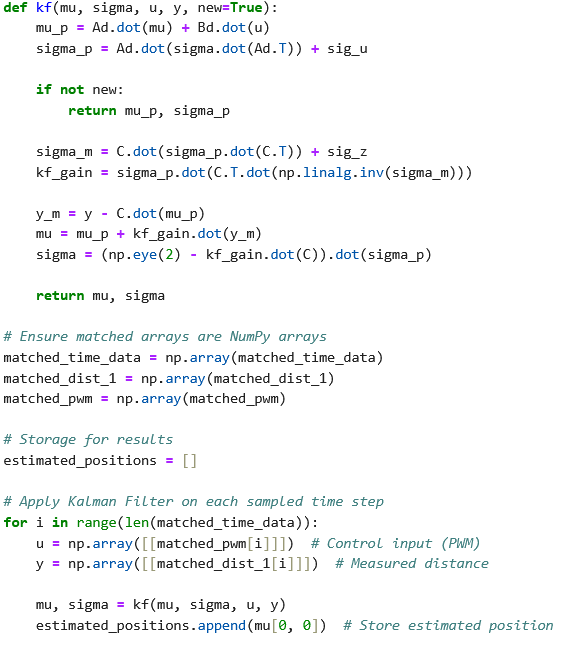 def kf(mu, sigma, u, y, new=True):
    mu_p = Ad.dot(mu) + Bd.dot(u)
    sigma_p = Ad.dot(sigma.dot(Ad.T)) + sig_u

    if not new:
        return mu_p, sigma_p

    sigma_m = C.dot(sigma_p.dot(C.T)) + sig_z
    kf_gain = sigma_p.dot(C.T.dot(np.linalg.inv(sigma_m)))

    y_m = y - C.dot(mu_p)
    mu = mu_p + kf_gain.dot(y_m)
    sigma = (np.eye(2) - kf_gain.dot(C)).dot(sigma_p)

    return mu, sigma

# Ensure matched arrays are NumPy arrays
matched_time_data = np.array(matched_time_data)
matched_dist_1 = np.array(matched_dist_1)
matched_pwm = np.array(matched_pwm)

# Storage for results
estimated_positions = []

# Apply Kalman Filter on each sampled time step
for i in range(len(matched_time_data)):
    u = np.array([[matched_pwm[i]]])  # Control input (PWM)
    y = np.array([[matched_dist_1[i]]])  # Measured distance

    mu, sigma = kf(mu, sigma, u, y)
    estimated_positions.append(mu[0, 0])  # Store estimated position